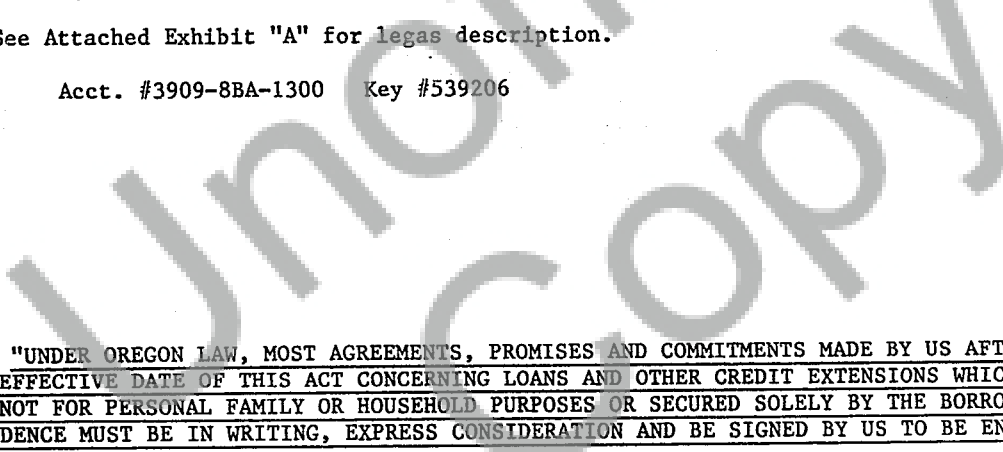 See Attached Exhibit "A" for legas description.
Acct. #3909-8BA-1300 Key #539206
"UNDER OREGON LAW, MOST AGREEMENTS, PROMISES AND COMMITMENTS MADE BY US AFT
EFFECTIVE DATE OF THIS ACT CONCERNING LOANS AND OTHER CREDIT EXTENSIONS WHIC
NOT FOR PERSONAL FAMILY OR HOUSEHOLD PURPOSES OR SECURED SOLELY BY THE BORRO
DENCE MUST BE IN WRITING, EXPRESS CONSIDERATION AND BE SIGNED BY US TO BE EN
Unof
Copy